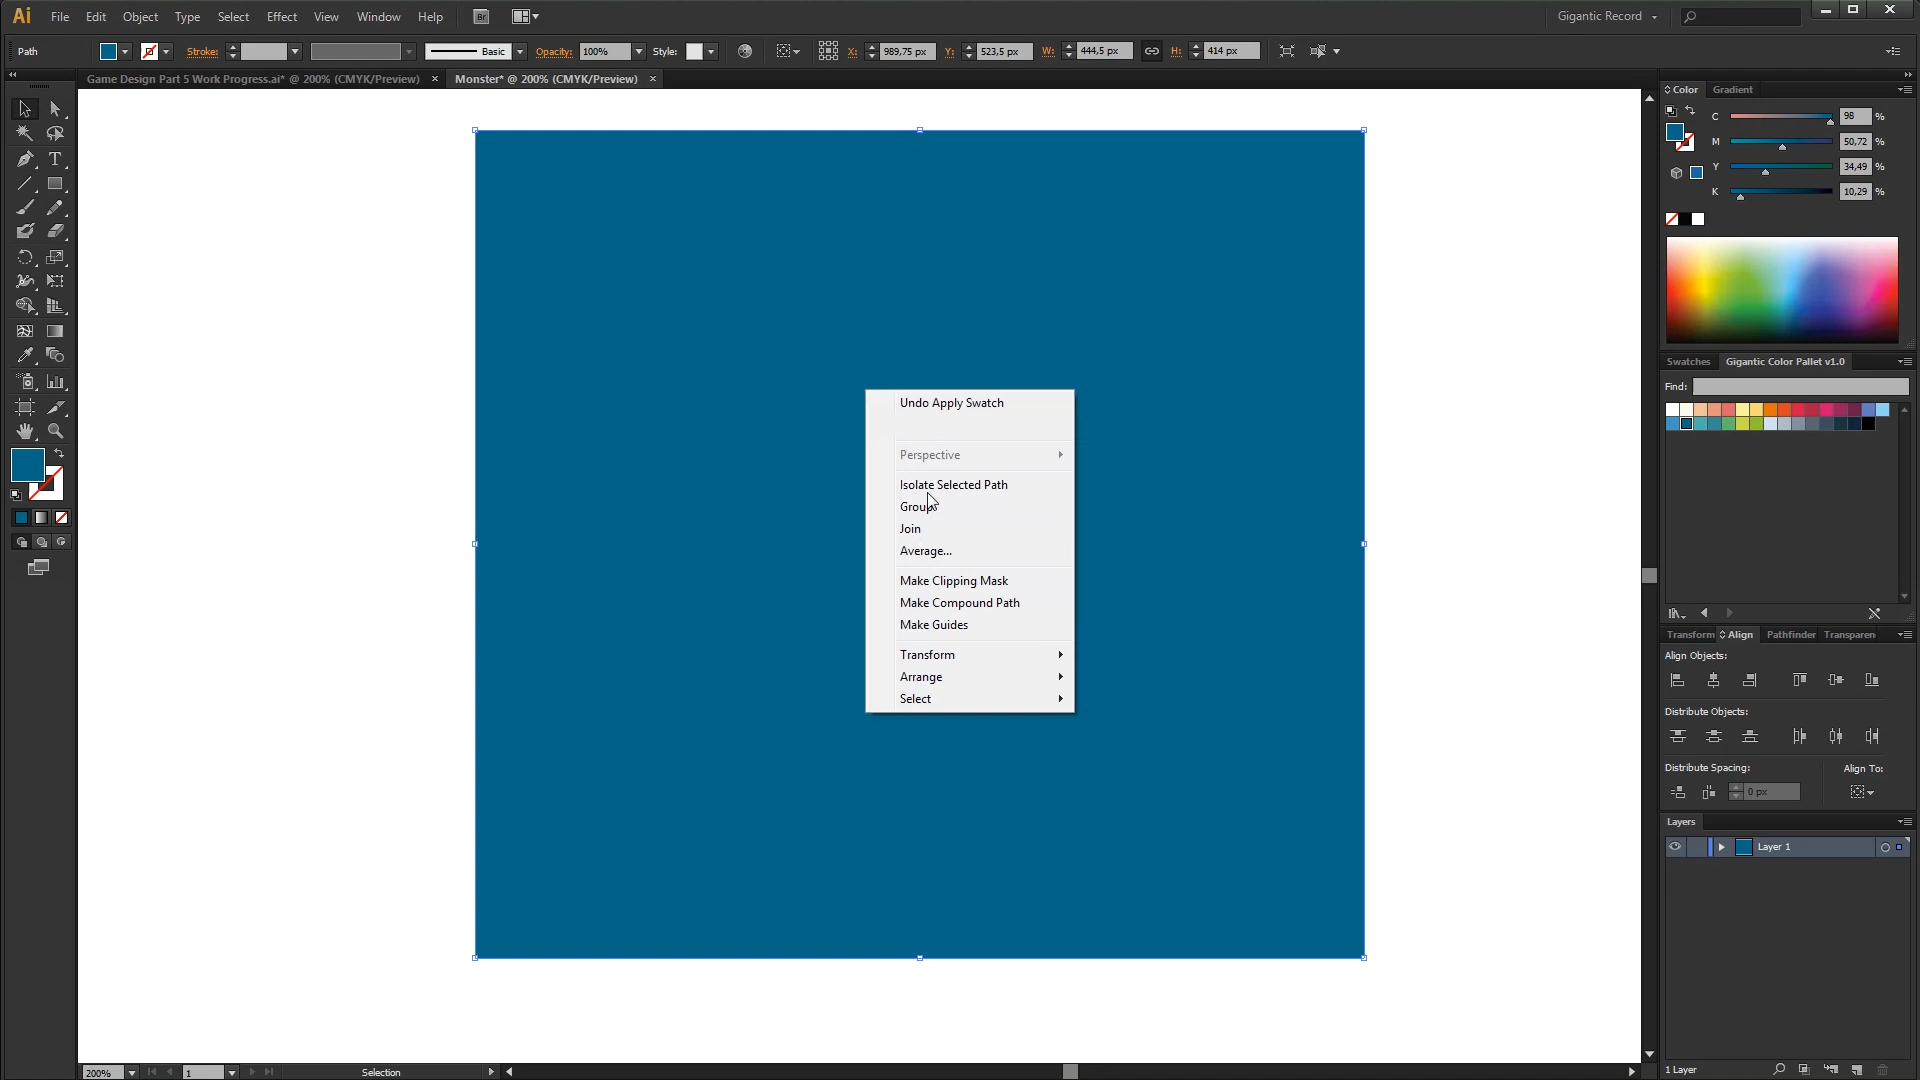 Ai File Edit Object Type Select Effect View Window Help Br Gigantic Record
Path Stroke: Basic Opacity: 100% Style: X: 989,75 px Y: 523,5 px W: 444,5 px H: 414 px
Game Design Part 5 Work Progress.ai* @ 200% (CMYK/Preview) × Monster* @ 200% (CMYK/Preview) ×
Color Gradient
C 98 %
M 50,72 %
Y 34,49 %
K 10,29 %
Swatches Gigantic Color Pallet v1.0
Find:
Undo Apply Swatch
Perspective
Isolate Selected Path
Group
Join
Average...
Make Clipping Mask
Make Compound Path
Make Guides
Transform
Arrange
Select
Transform Align Pathfinder Transparen
Align Objects:
Distribute Objects:
Distribute Spacing: Align To:
0 px
Layers
Layer 1
1 Layer
200% 1 Selection